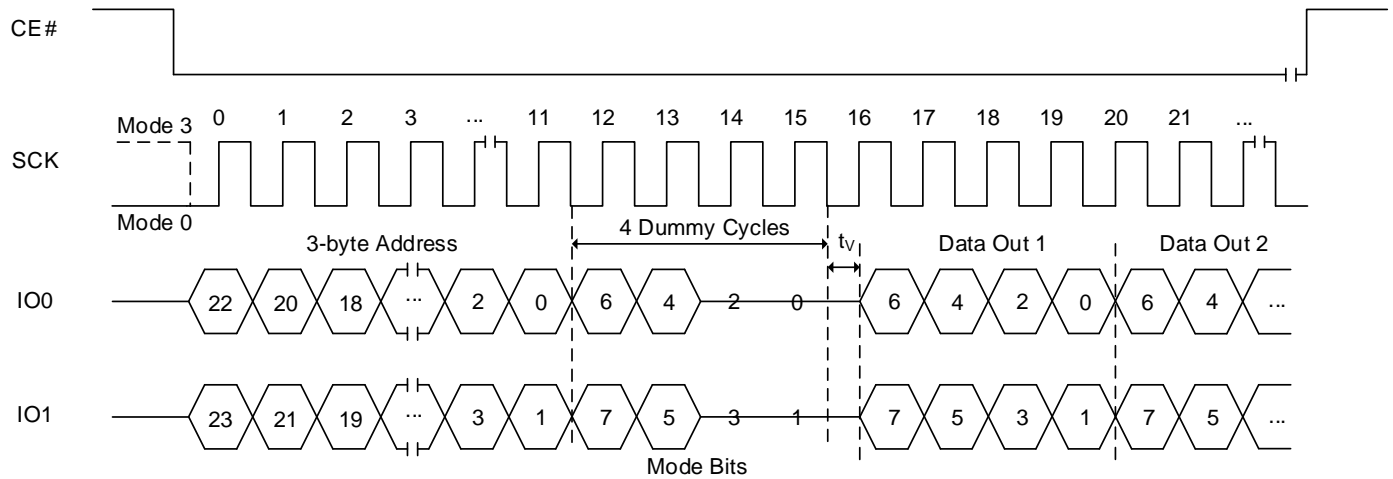 CE#
Mode 3 0 1 2 3 ... 11 12 13 14 15 16 17 18 19 20 21 ...
SCK
Mode 0
3-byte Address 4 Dummy Cycles tV Data Out 1 Data Out 2
IO0 22 20 18 ... 2 0 6 4 2 0 6 4 2 0 6 4 ...
IO1 23 21 19 ... 3 1 7 5 3 1 7 5 3 1 7 5 ...
Mode Bits